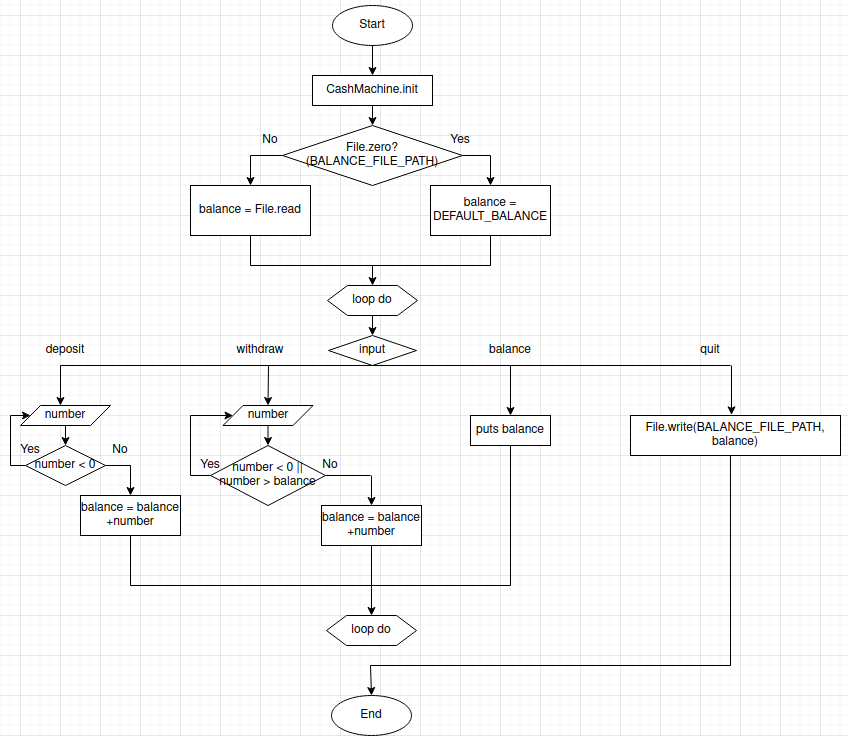 Start
CashMachine.init
No
Yes
File.zero?
(BALANCE_FILE_PATH)
balance = File.read
balance =
DEFAULT_BALANCE
loop do
deposit
withdraw
input
balance
quit
number
number
puts balance
File.write(BALANCE_FILE_PATH,
balance)
Yes
number < 0
No
Yes
number < 0 ||
number > balance
No
balance = balance
+number
balance = balance
+number
loop do
End